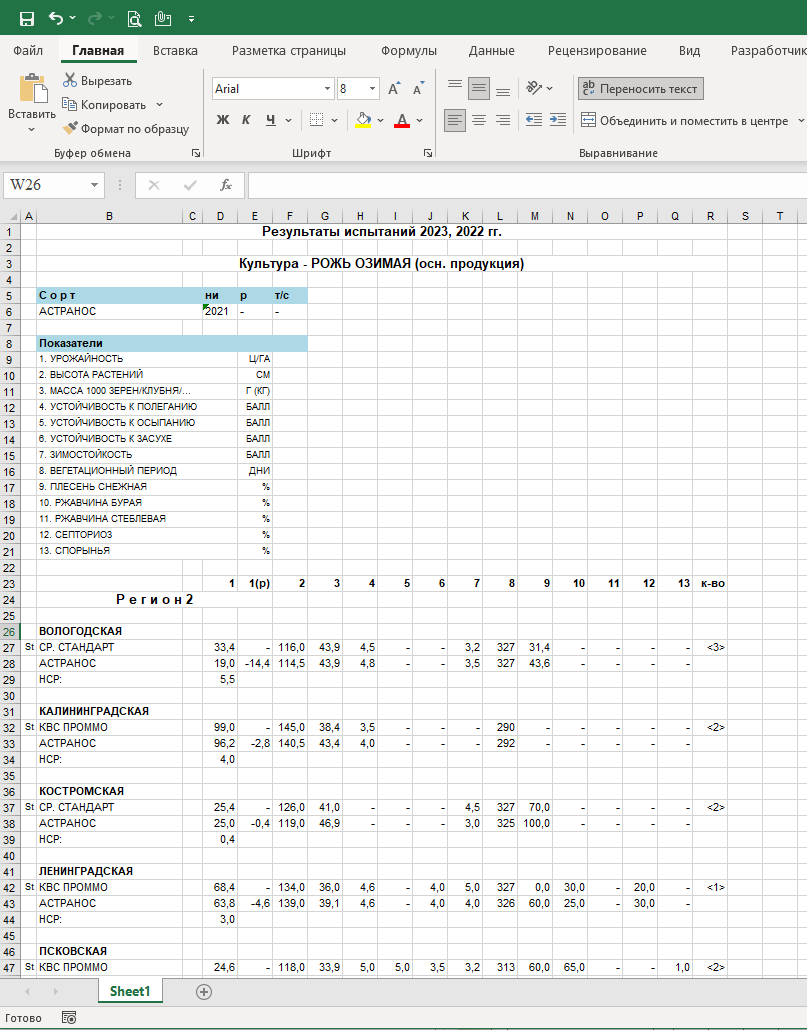 Файл Главная Вставка Разметка страницы Формулы Данные Рецензирование Вид Разработчик
Вставить
Вырезать
Копировать
Формат по образцу
Буфер обмена
Arial 8 А А
Ж К Ч А
Шрифт
Переносить текст
Объединить и поместить в центре
Выравнивание
W26 fx
A B C D E F G H I J K L M N O P Q R S T
1 Результаты испытаний 2023, 2022 гг.
2
3 Культура - РОЖЬ ОЗИМАЯ (осн. продукция)
4
5 С о р т ни р т/с
6 АСТРАНОС 2021 - -
7
8 Показатели
9 1. УРОЖАЙНОСТЬ Ц/ГА
10 2. ВЫСОТА РАСТЕНИЙ СМ
11 3. МАССА 1000 ЗЕРЕН/КЛУБНЯ/... Г (КГ)
12 4. УСТОЙЧИВОСТЬ К ПОЛЕГАНИЮ БАЛЛ
13 5. УСТОЙЧИВОСТЬ К ОСЫПАНИЮ БАЛЛ
14 6. УСТОЙЧИВОСТЬ К ЗАСУХЕ БАЛЛ
15 7. ЗИМОСТОЙКОСТЬ БАЛЛ
16 8. ВЕГЕТАЦИОННЫЙ ПЕРИОД ДНИ
17 9. ПЛЕСЕНЬ СНЕЖНАЯ %
18 10. РЖАВЧИНА БУРАЯ %
19 11. РЖАВЧИНА СТЕБЛЕВАЯ %
20 12. СЕПТОРИОЗ %
21 13. СПОРЫНЬЯ %
22
23 1 1(р) 2 3 4 5 6 7 8 9 10 11 12 13 к-во
24 Р е г и о н 2
25
26 ВОЛОГОДСКАЯ
27 St СР. СТАНДАРТ 33,4 - 116,0 43,9 4,5 - - 3,2 327 31,4 - - - - <3>
28 АСТРАНОС 19,0 -14,4 114,5 43,9 4,8 - - 3,5 327 43,6 - - - -
29 НСР: 5,5
30
31 КАЛИНИНГРАДСКАЯ
32 St КВС ПРОММО 99,0 - 145,0 38,4 3,5 - - - 290 - - - - - <2>
33 АСТРАНОС 96,2 -2,8 140,5 43,4 4,0 - - - 292 - - - - -
34 НСР: 4,0
35
36 КОСТРОМСКАЯ
37 St СР. СТАНДАРТ 25,4 - 126,0 41,0 - - - 4,5 327 70,0 - - - - <2>
38 АСТРАНОС 25,0 -0,4 119,0 46,9 - - - 3,0 325 100,0 - - - -
39 НСР: 0,4
40
41 ЛЕНИНГРАДСКАЯ
42 St КВС ПРОММО 68,4 - 134,0 36,0 4,6 - 4,0 5,0 327 0,0 30,0 - 20,0 - <1>
43 АСТРАНОС 63,8 -4,6 139,0 39,1 4,6 - 4,0 4,0 326 60,0 25,0 - 30,0 -
44 НСР: 3,0
45
46 ПСКОВСКАЯ
47 St КВС ПРОММО 24,6 - 118,0 33,9 5,0 5,0 3,5 3,2 313 60,0 65,0 - - 1,0 <2>
Sheet1
Готово